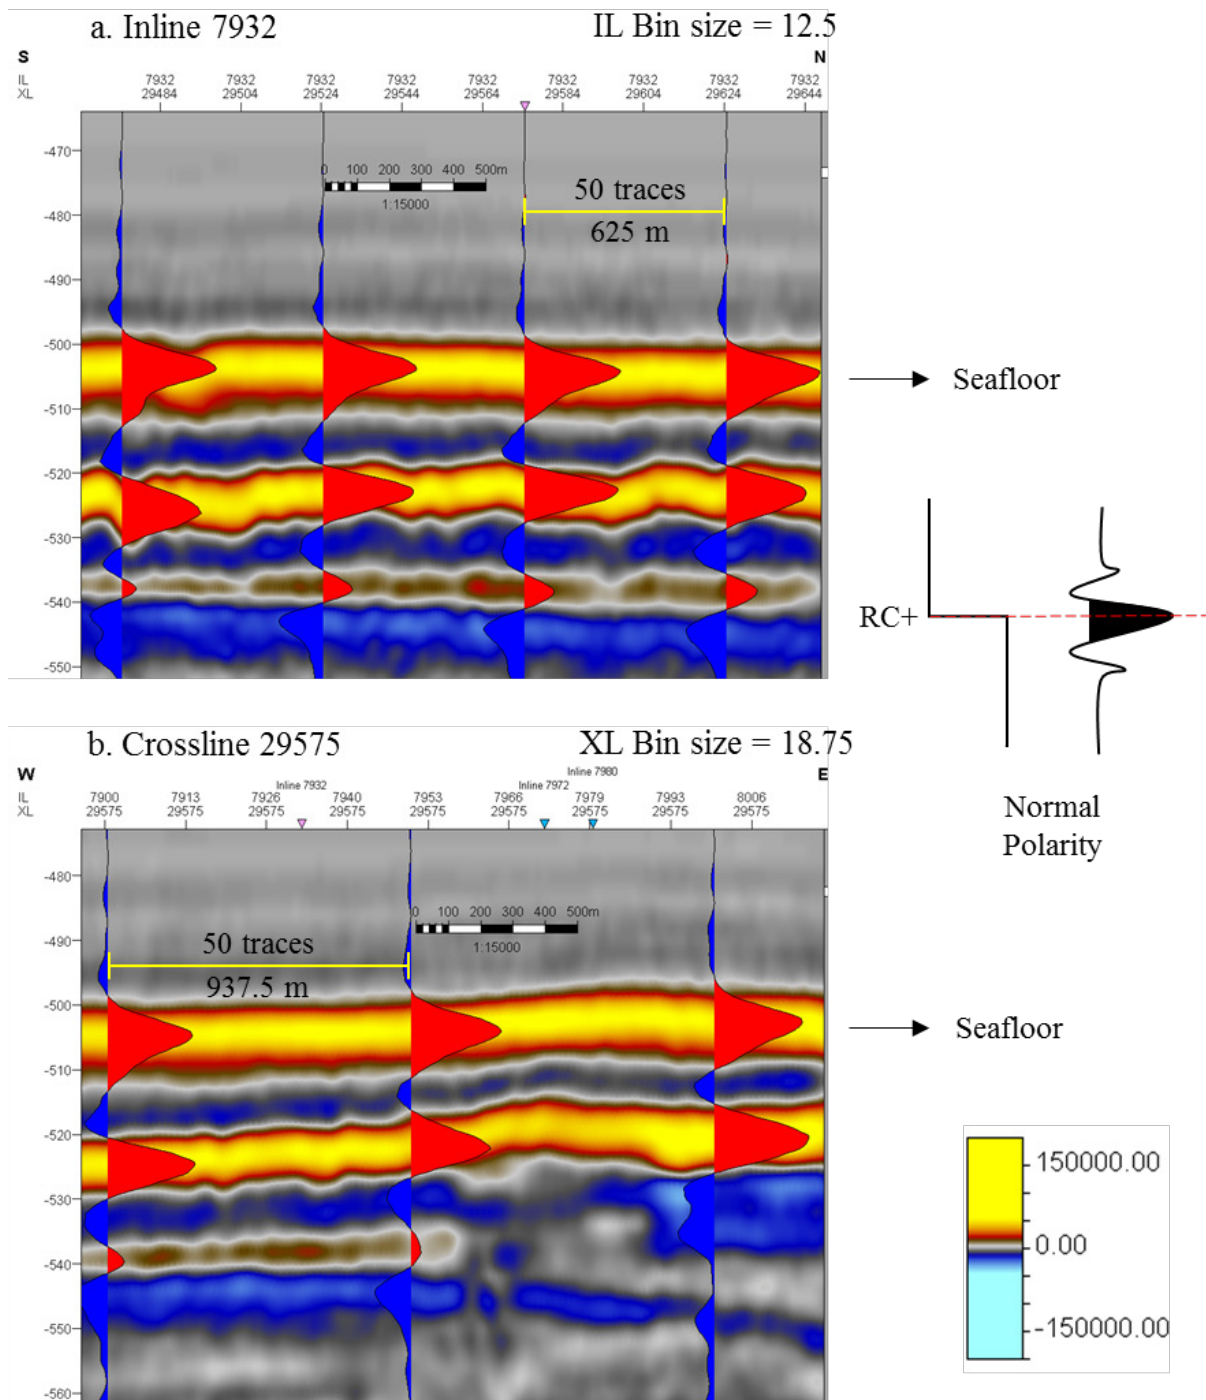 a. Inline 7932 IL Bin size = 12.5
S N
IL 7932 7932 7932 7932 7932 7932 7932 7932 7932
XL 29484 29504 29524 29544 29564 29584 29604 29624 29644
-470
0 100 200 300 400 500m
1:15000
50 traces
-480
625 m
-490
-500
Seafloor
-510
-520
-530
-540
-550
RC+
Normal
Polarity
b. Crossline 29575 XL Bin size = 18.75
W E
Inline 7980
Inline 7932 Inline 7972
IL 7900 7913 7926 7940 7953 7966 7979 7993 8006
XL 29575 29575 29575 29575 29575 29575 29575 29575 29575
-480
0 100 200 300 400 500m
1:15000
-490
50 traces
937.5 m
-500
Seafloor
-510
-520
-530
-540
-550
-560
150000.00
0.00
-150000.00